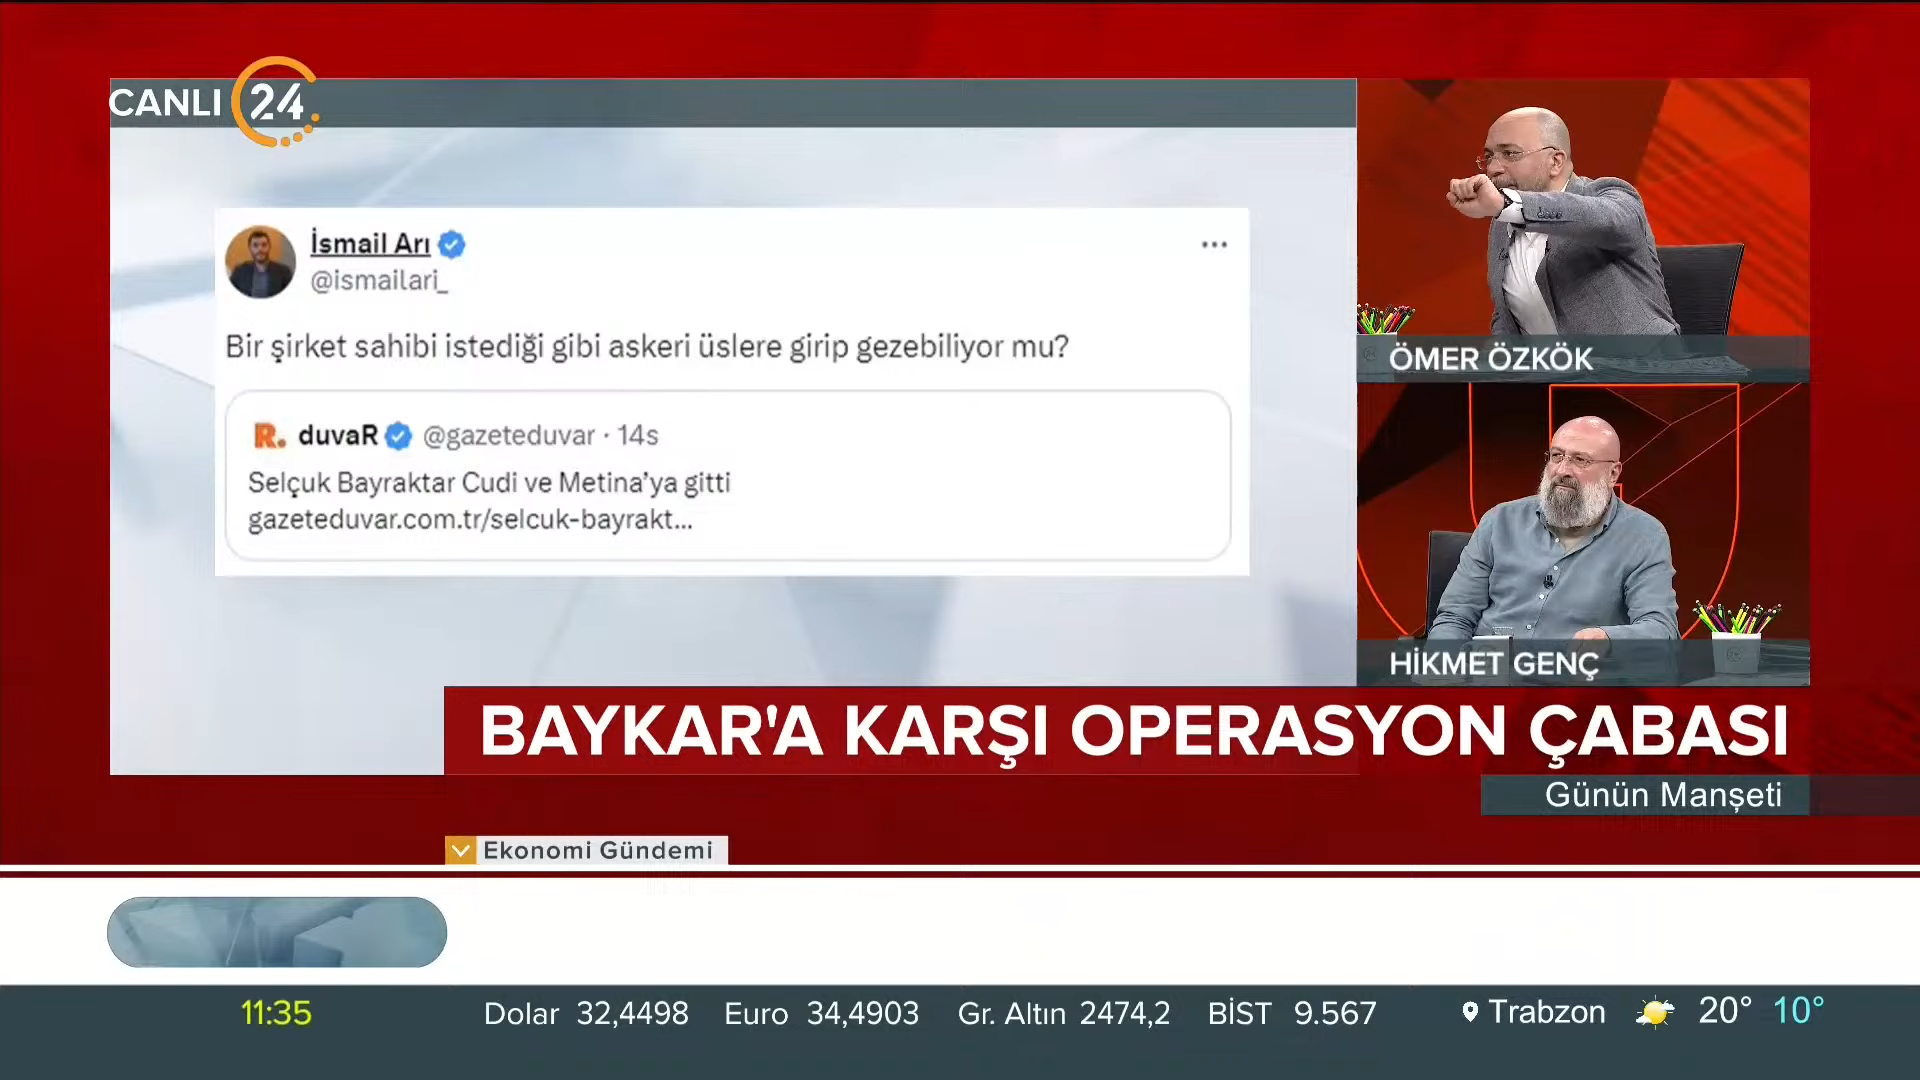 CANLI 24
İsmail Arı
@ismailari_
Bir şirket sahibi istediği gibi askeri üslere girip gezebiliyor mu?
R. duvaR @gazeteduvar · 14s
Selçuk Bayraktar Cudi ve Metina'ya gitti
gazeteduvar.com.tr/selcuk-bayrakt...
ÖMER ÖZKÖK
HİKMET GENÇ
BAYKAR'A KARŞI OPERASYON ÇABASI
Günün Manşeti
Ekonomi Gündemi
11:35 Dolar 32,4498 Euro 34,4903 Gr. Altın 2474,2 BİST 9.567 Trabzon 20° 10°